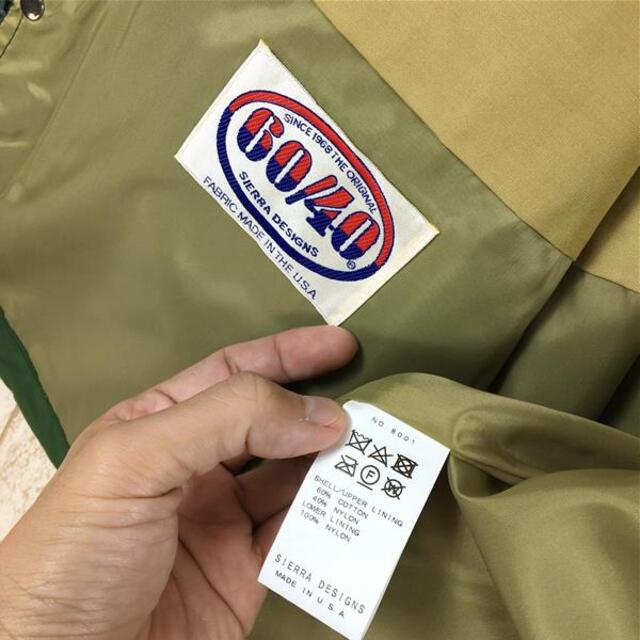 SINCE 1968 THE ORIGINAL
60/40
®
SIERRA DESIGNS
FABRIC MADE IN THE U.S.A
NO 8001
F
SHELL/UPPER LINING
60% COTTON
40% NYLON
LOWER LINING
100% NYLON
SIERRA DESIGNS
MADE IN U.S.A